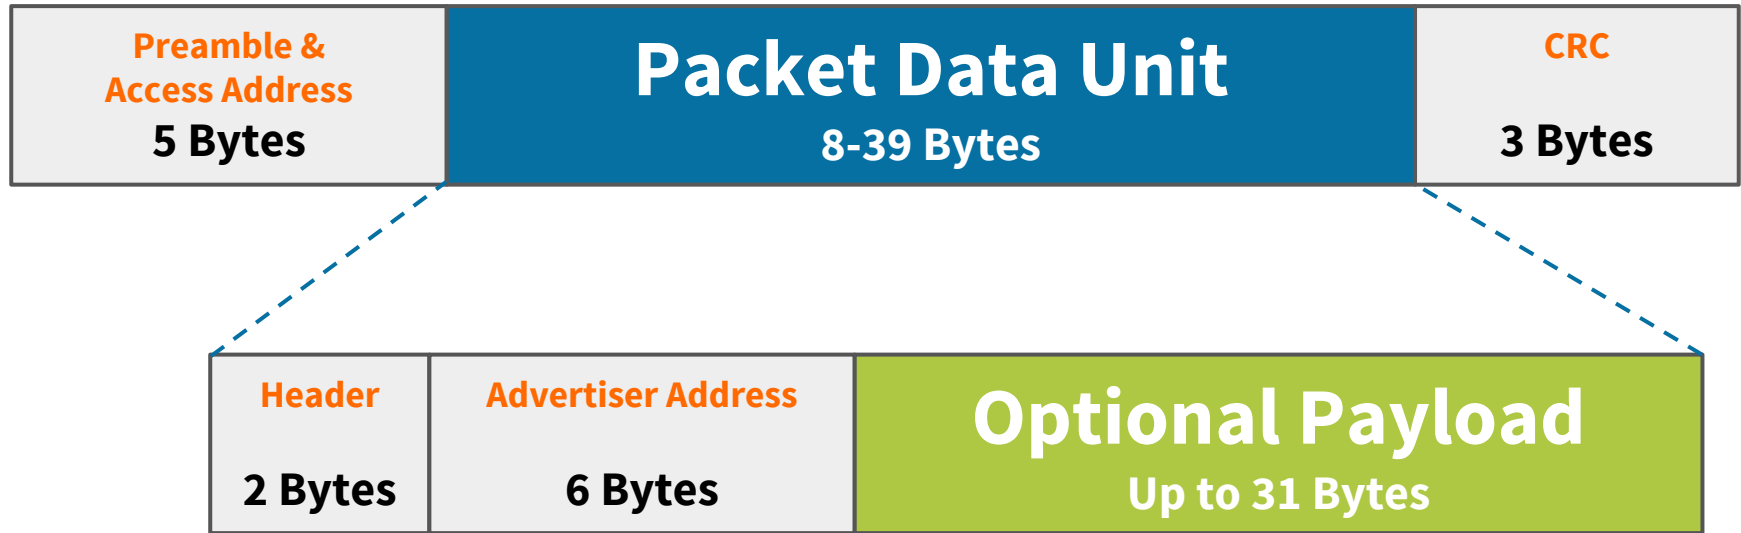 Preamble &
Access Address
5 Bytes
Packet Data Unit
8-39 Bytes
CRC
3 Bytes
Header
2 Bytes
Advertiser Address
6 Bytes
Optional Payload
Up to 31 Bytes